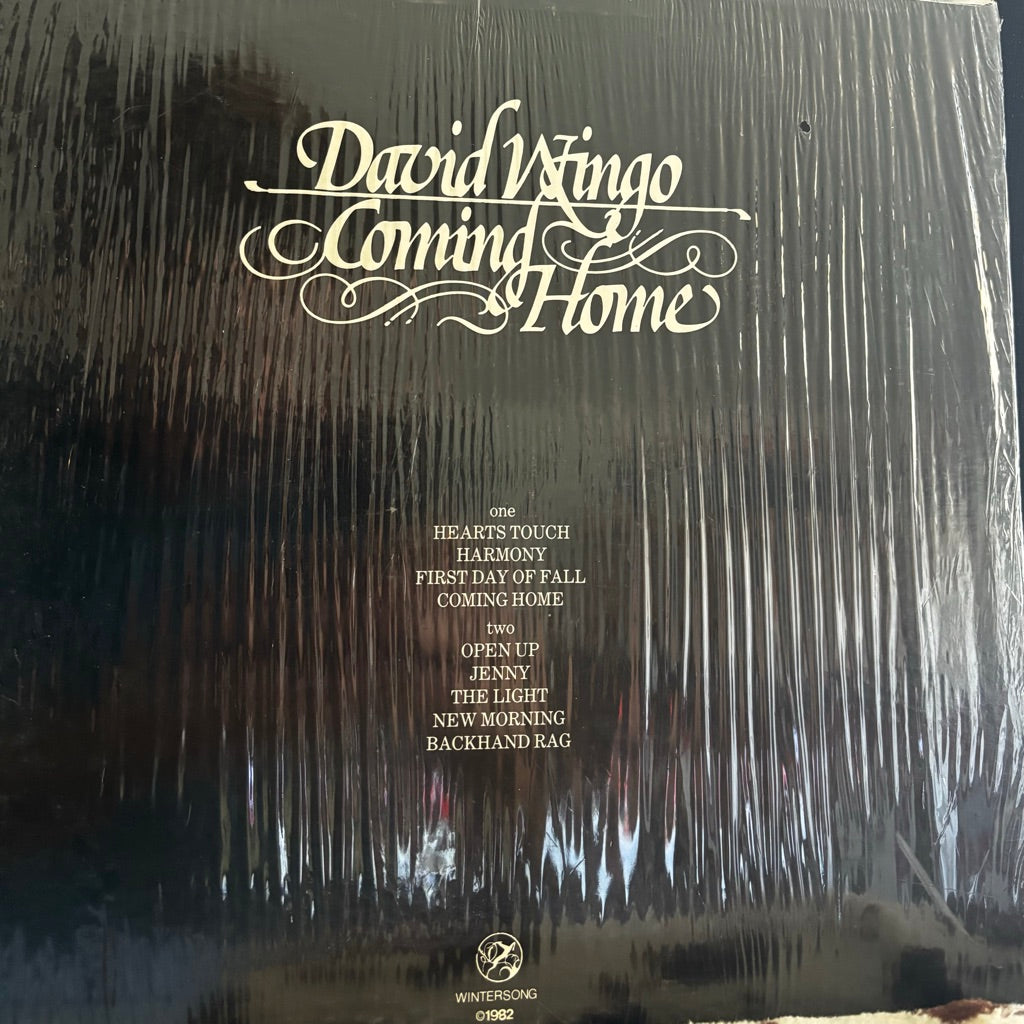 David Wingo
Coming
Home
one
HEARTS TOUCH
HARMONY
FIRST DAY OF FALL
COMING HOME
two
OPEN UP
JENNY
THE LIGHT
NEW MORNING
BACKHAND RAG
WINTERSONG
©1982